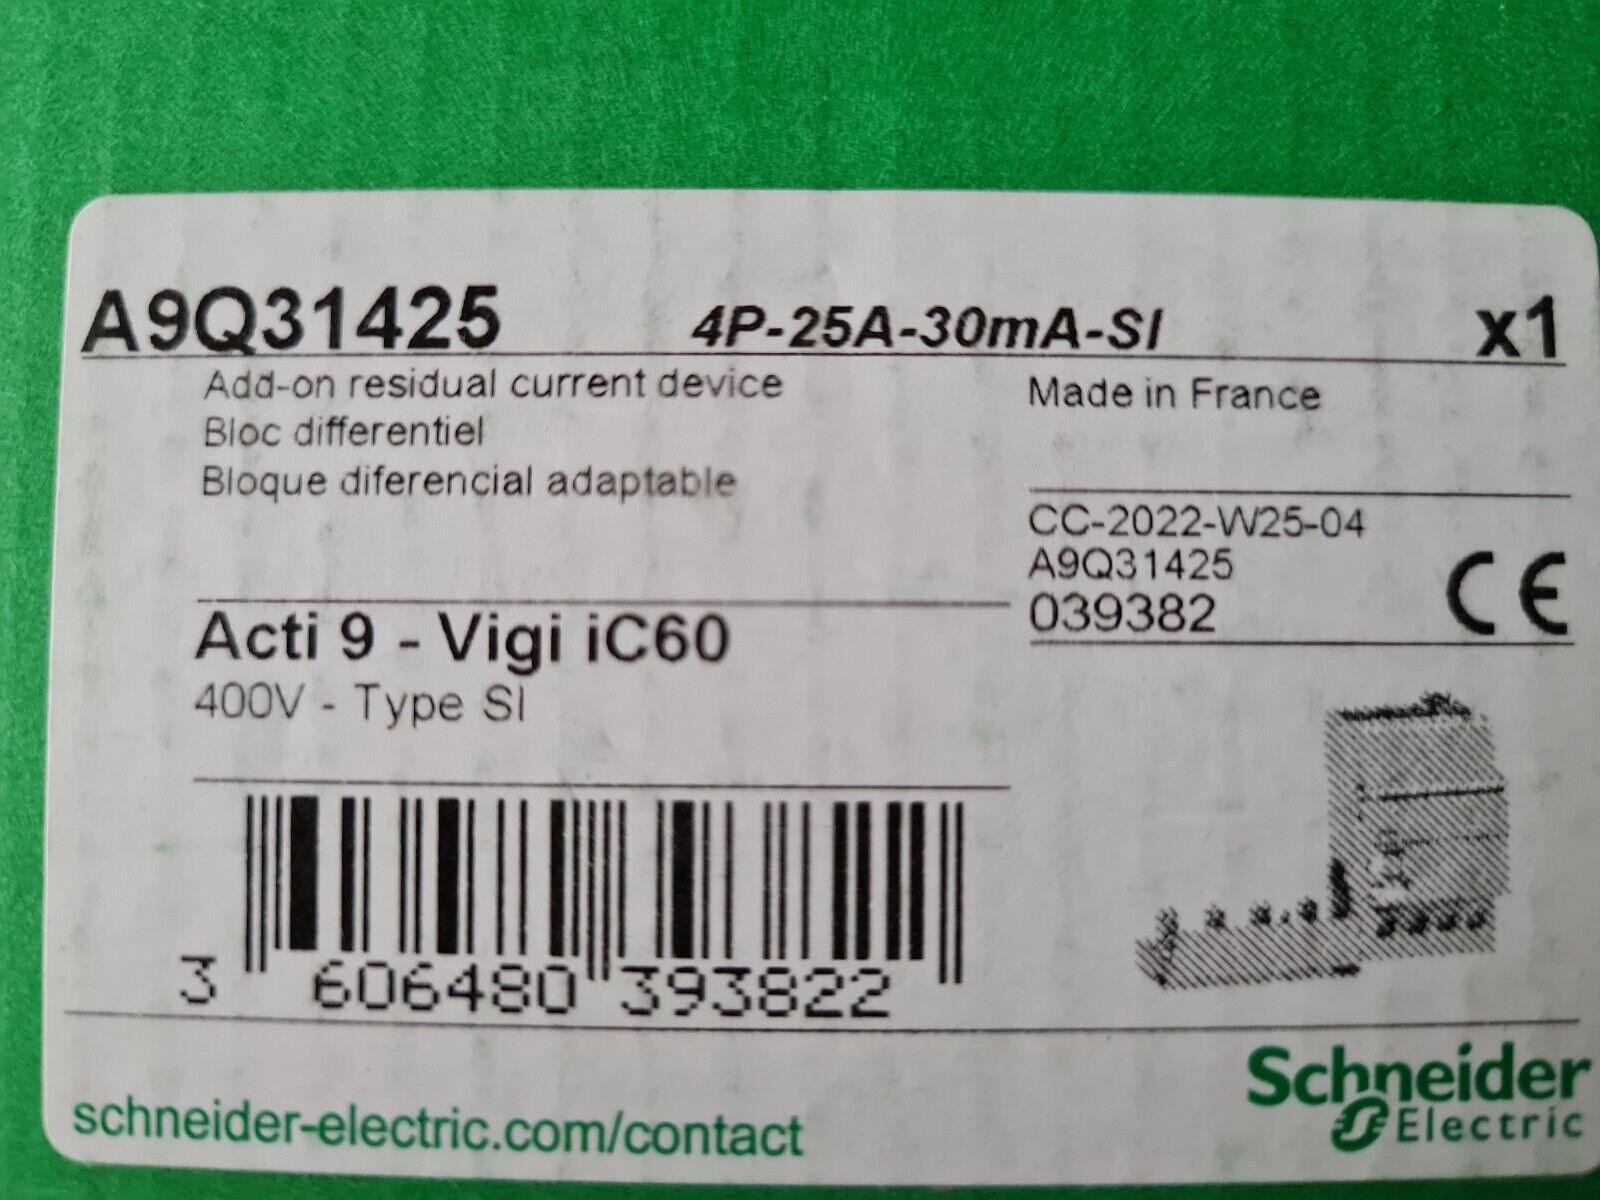 A9Q31425 4P-25A-30mA-SI x1
Add-on residual current device
Bloc differentiel
Bloque diferencial adaptable
Made in France
CC-2022-W25-04
A9Q31425
039382
CE
Acti 9 - Vigi iC60
400V - Type SI
3 606480 393822
schneider-electric.com/contact
Schneider
Electric